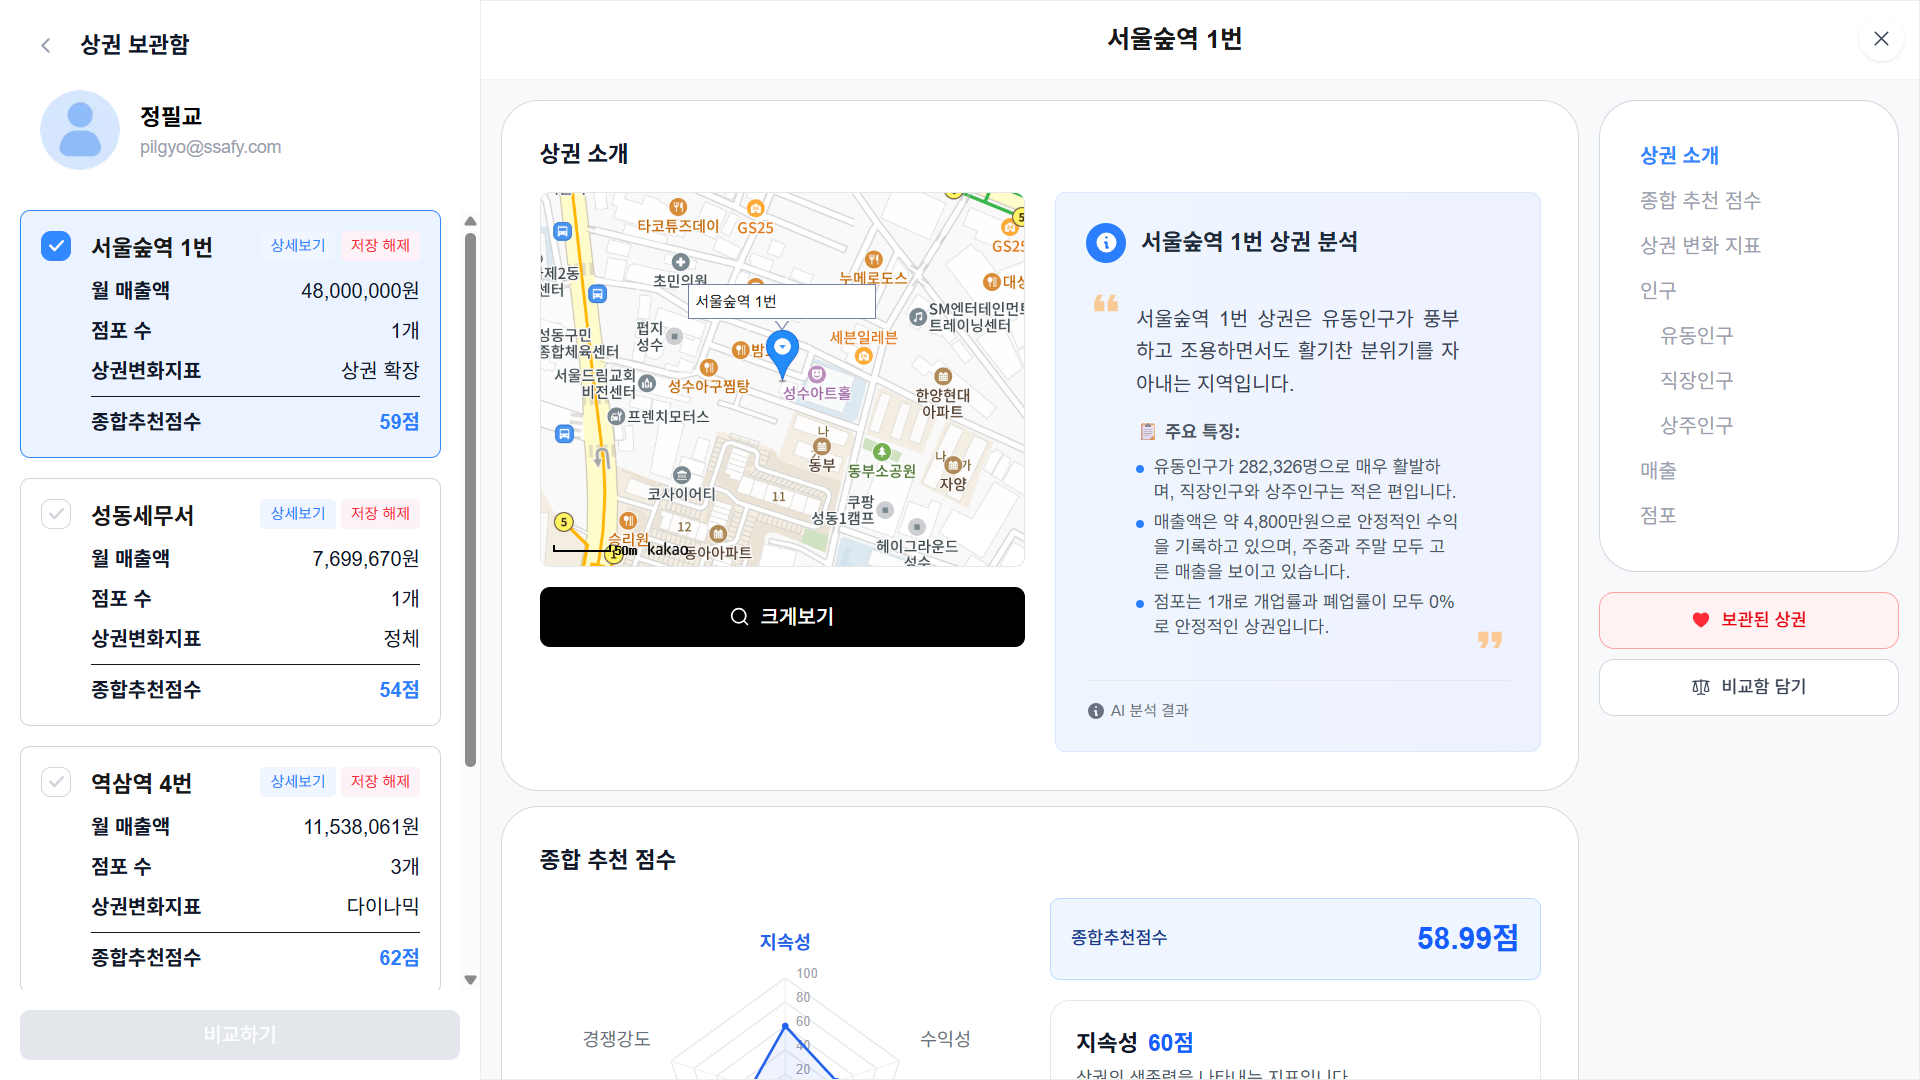 상권 보관함
정필교
pilgyo@ssafy.com
서울숲역 1번
상세보기
저장 해제
월 매출액
48,000,000원
점포 수
1개
상권변화지표
상권 확장
종합추천점수
59점
성동세무서
상세보기
저장 해제
월 매출액
7,699,670원
점포 수
1개
상권변화지표
정체
종합추천점수
54점
역삼역 4번
상세보기
저장 해제
월 매출액
11,538,061원
점포 수
3개
상권변화지표
다이나믹
종합추천점수
62점
비교하기
서울숲역 1번
상권 소개
타코튜즈데이
GS25
5
GS25
제2동
센터
초민의원
누메로도스
대성
서울숲역 1번
SM엔터테인먼트
트레이닝센터
성동구민
종합체육센터
펍지
성수
밤
세븐일레븐
서울드림교회
비전센터
성수아구찜탕
성수아트홀
한양현대
아파트
프렌치모터스
나
동부
동부소공원
나
가
자양
코사이어티
11
쿠팡
성동1캠프
5
승리원
12
동아아파트
헤이그라운드
성수
50m
kakao
크게보기
서울숲역 1번 상권 분석
서울숲역 1번 상권은 유동인구가 풍부
하고 조용하면서도 활기찬 분위기를 자
아내는 지역입니다.
주요 특징:
유동인구가 282,326명으로 매우 활발하
며, 직장인구와 상주인구는 적은 편입니다.
매출액은 약 4,800만원으로 안정적인 수익
을 기록하고 있으며, 주중과 주말 모두 고
른 매출을 보이고 있습니다.
점포는 1개로 개업률과 폐업률이 모두 0%
로 안정적인 상권입니다.
AI 분석 결과
종합 추천 점수
지속성
100
80
60
40
20
경쟁강도
수익성
종합추천점수
58.99점
지속성 60점
상권의 생존력을 나타내는 지표입니다
상권 소개
종합 추천 점수
상권 변화 지표
인구
유동인구
직장인구
상주인구
매출
점포
보관된 상권
비교함 담기